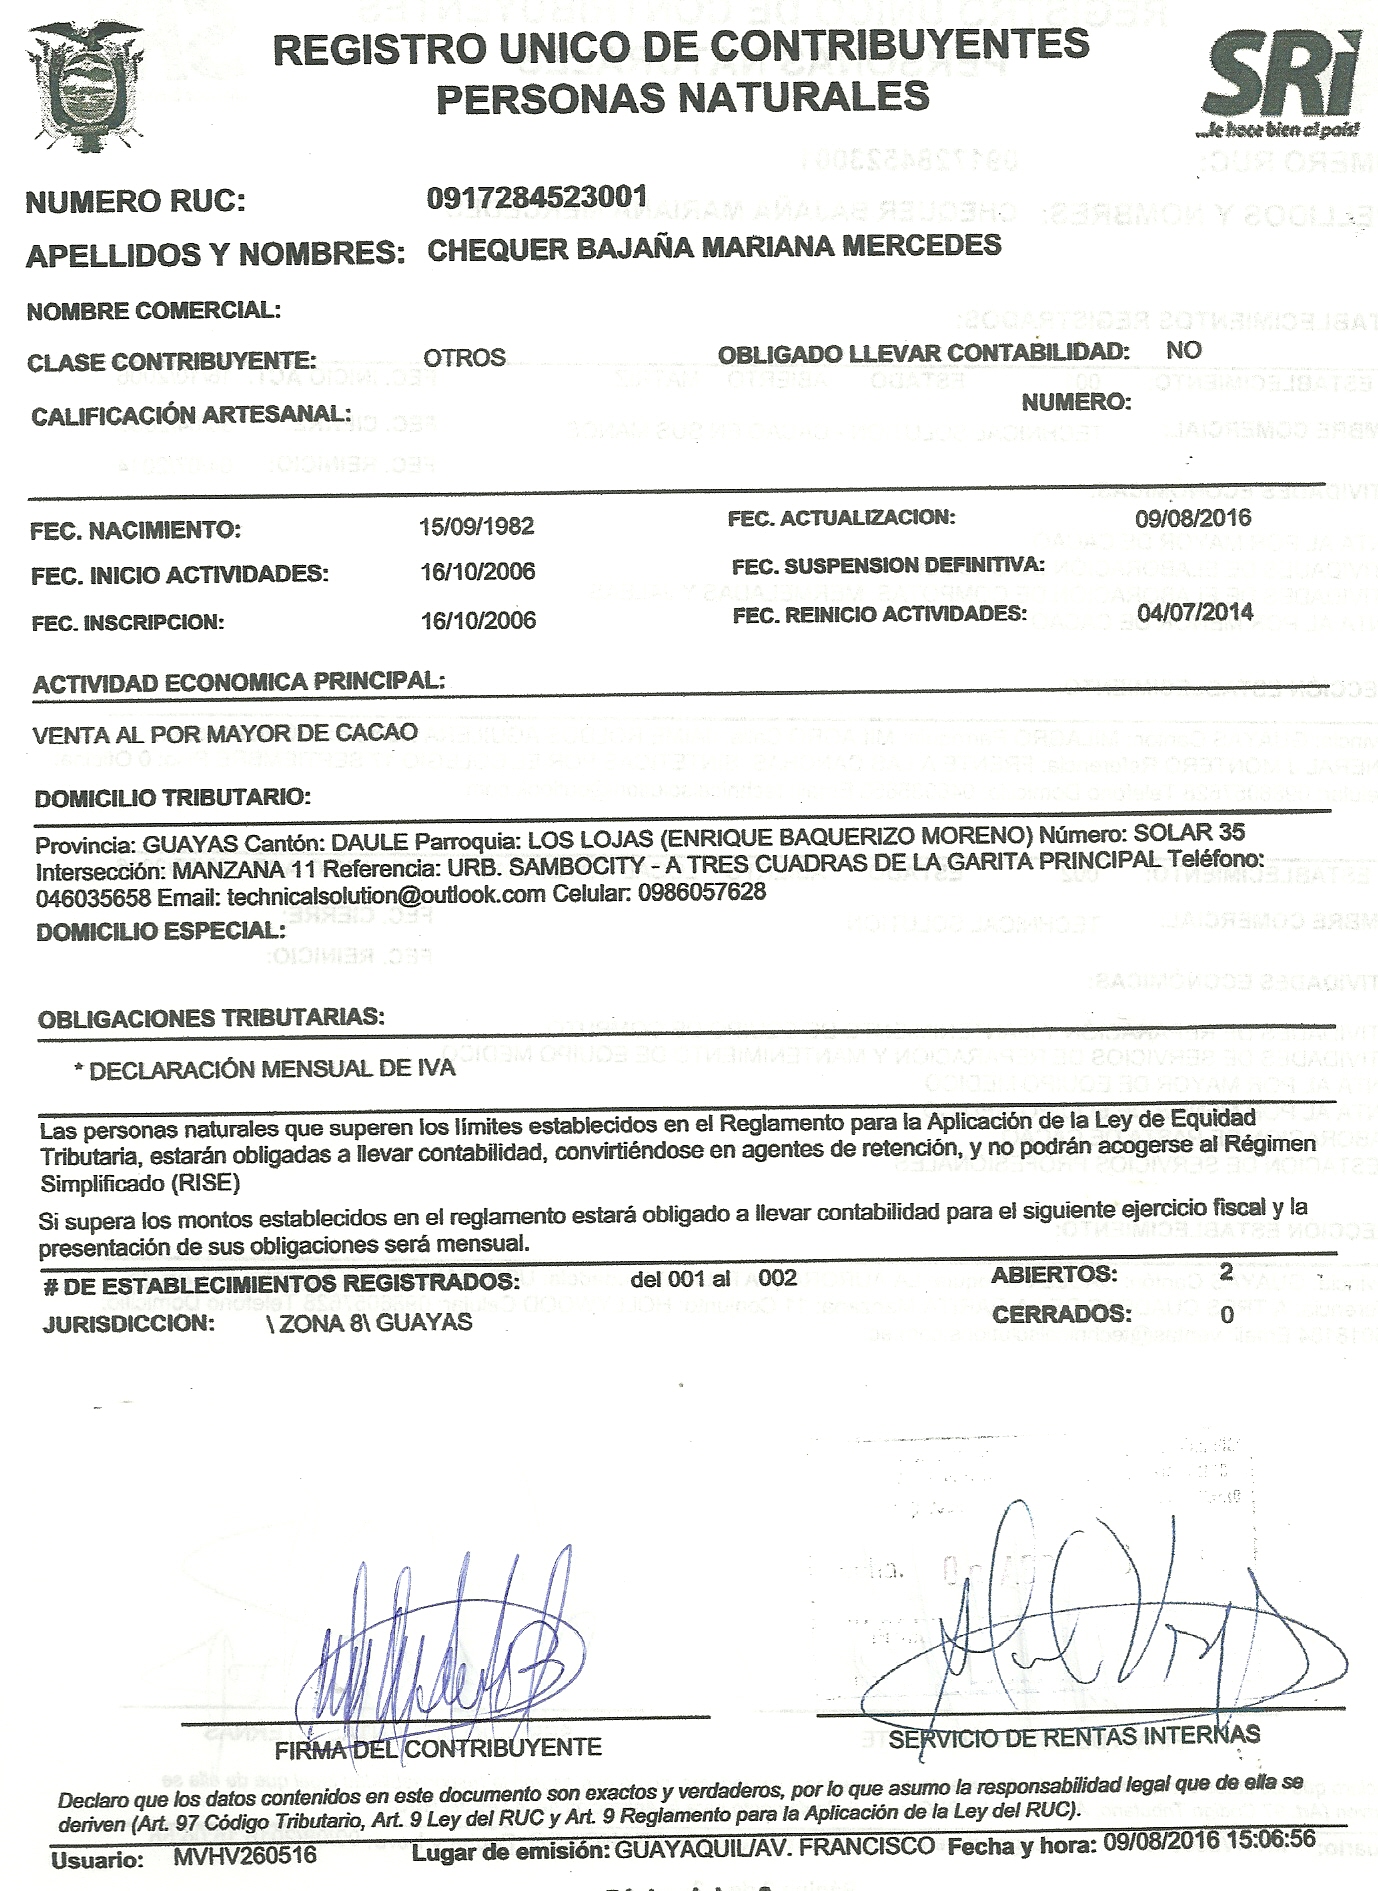 REGISTRO UNICO DE CONTRIBUYENTES
PERSONAS NATURALES
SRi
...le hace bien al país!
NUMERO RUC: 0917284523001
APELLIDOS Y NOMBRES: CHEQUER BAJAÑA MARIANA MERCEDES
NOMBRE COMERCIAL:
CLASE CONTRIBUYENTE: OTROS OBLIGADO LLEVAR CONTABILIDAD: NO
CALIFICACIÓN ARTESANAL: NUMERO:
FEC. NACIMIENTO: 15/09/1982 FEC. ACTUALIZACION: 09/08/2016
FEC. INICIO ACTIVIDADES: 16/10/2006 FEC. SUSPENSION DEFINITIVA:
FEC. INSCRIPCION: 16/10/2006 FEC. REINICIO ACTIVIDADES: 04/07/2014
ACTIVIDAD ECONOMICA PRINCIPAL:
VENTA AL POR MAYOR DE CACAO
DOMICILIO TRIBUTARIO:
Provincia: GUAYAS Cantón: DAULE Parroquia: LOS LOJAS (ENRIQUE BAQUERIZO MORENO) Número: SOLAR 35
Intersección: MANZANA 11 Referencia: URB. SAMBOCITY - A TRES CUADRAS DE LA GARITA PRINCIPAL Teléfono:
046035658 Email: technicalsolution@outlook.com Celular: 0986057628
DOMICILIO ESPECIAL:
OBLIGACIONES TRIBUTARIAS:
* DECLARACIÓN MENSUAL DE IVA
Las personas naturales que superen los límites establecidos en el Reglamento para la Aplicación de la Ley de Equidad
Tributaria, estarán obligadas a llevar contabilidad, convirtiéndose en agentes de retención, y no podrán acogerse al Régimen
Simplificado (RISE)
Si supera los montos establecidos en el reglamento estará obligado a llevar contabilidad para el siguiente ejercicio fiscal y la
presentación de sus obligaciones será mensual.
# DE ESTABLECIMIENTOS REGISTRADOS: del 001 al 002 ABIERTOS: 2
JURISDICCION: \ ZONA 8\ GUAYAS CERRADOS: 0
FIRMA DEL CONTRIBUYENTE SERVICIO DE RENTAS INTERNAS
Declaro que los datos contenidos en este documento son exactos y verdaderos, por lo que asumo la responsabilidad legal que de ella se
deriven (Art. 97 Código Tributario, Art. 9 Ley del RUC y Art. 9 Reglamento para la Aplicación de la Ley del RUC).
Usuario: MVHV260516 Lugar de emisión: GUAYAQUIL/AV. FRANCISCO Fecha y hora: 09/08/2016 15:06:56